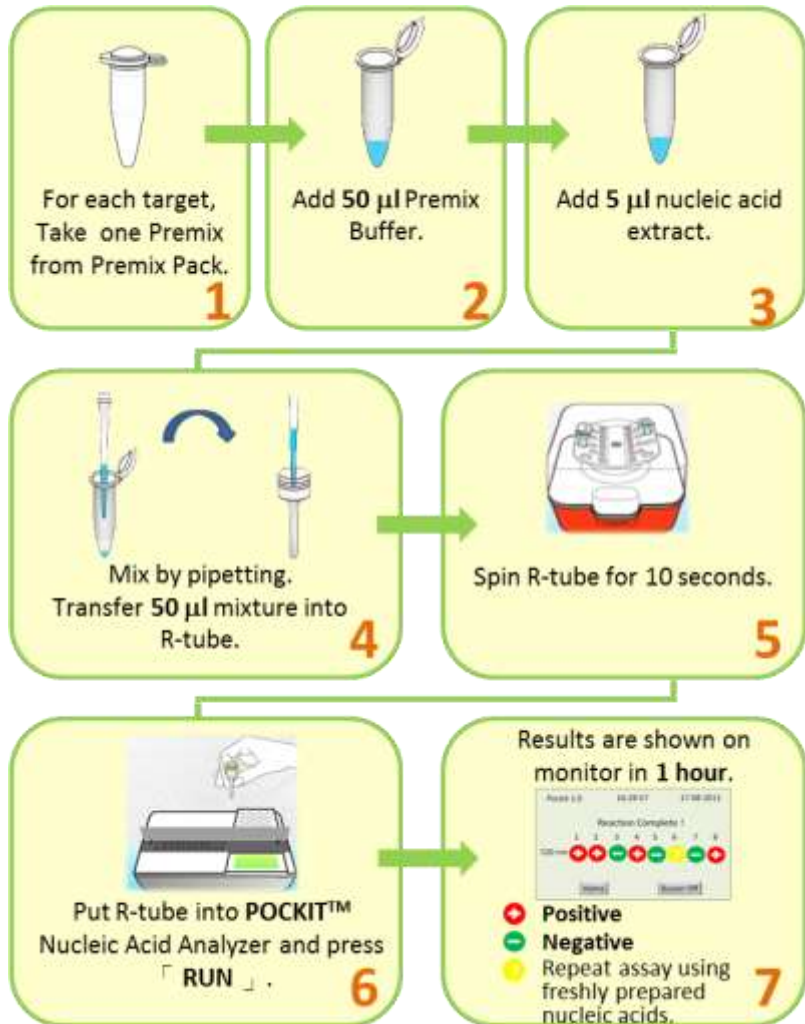 For each target,
Take one Premix
from Premix Pack.
1
Add 50 µl Premix
Buffer.
2
Add 5 µl nucleic acid
extract.
3
Mix by pipetting.
Transfer 50 µl mixture into
R-tube.
4
Spin R-tube for 10 seconds.
5
Put R-tube into POCKIT™
Nucleic Acid Analyzer and press
「 RUN 」.
6
Results are shown on
monitor in 1 hour.
Reaction Complete !
1 2 3 4 5 6 7 8
520 nm
Positive
Negative
Repeat assay using
freshly prepared
nucleic acids.
7